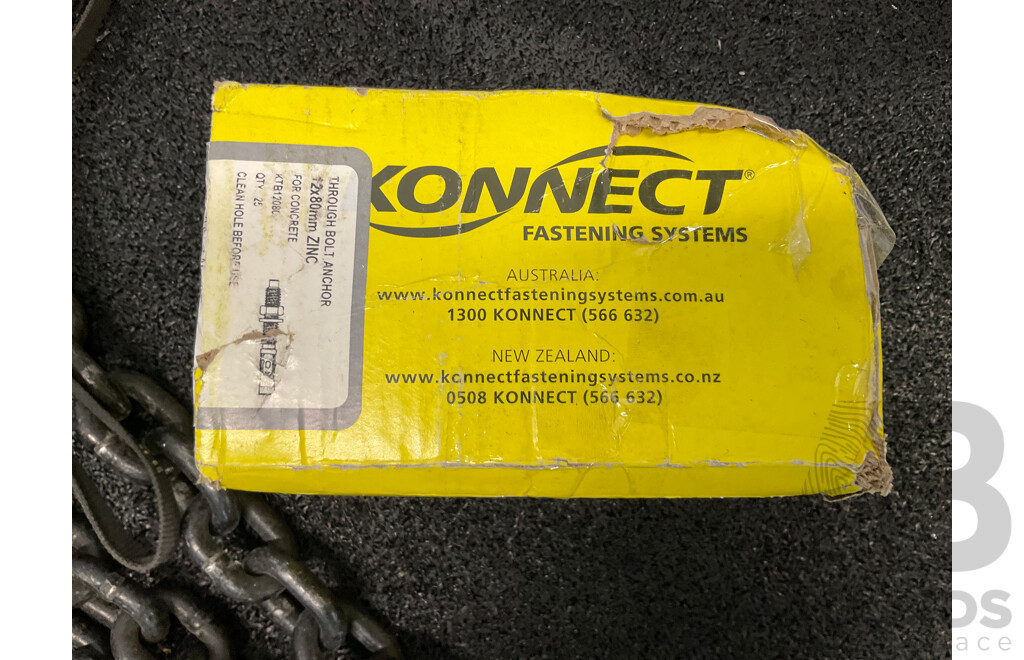 KONNECT®
FASTENING SYSTEMS
AUSTRALIA:
www.konnectfasteningsystems.com.au
1300 KONNECT (566 632)
NEW ZEALAND:
www.konnectfasteningsystems.co.nz
0508 KONNECT (566 632)
THROUGH BOLT ANCHOR
12x80mm ZINC
FOR CONCRETE
KTB12080
QTY 25
CLEAN HOLE BEFORE USE